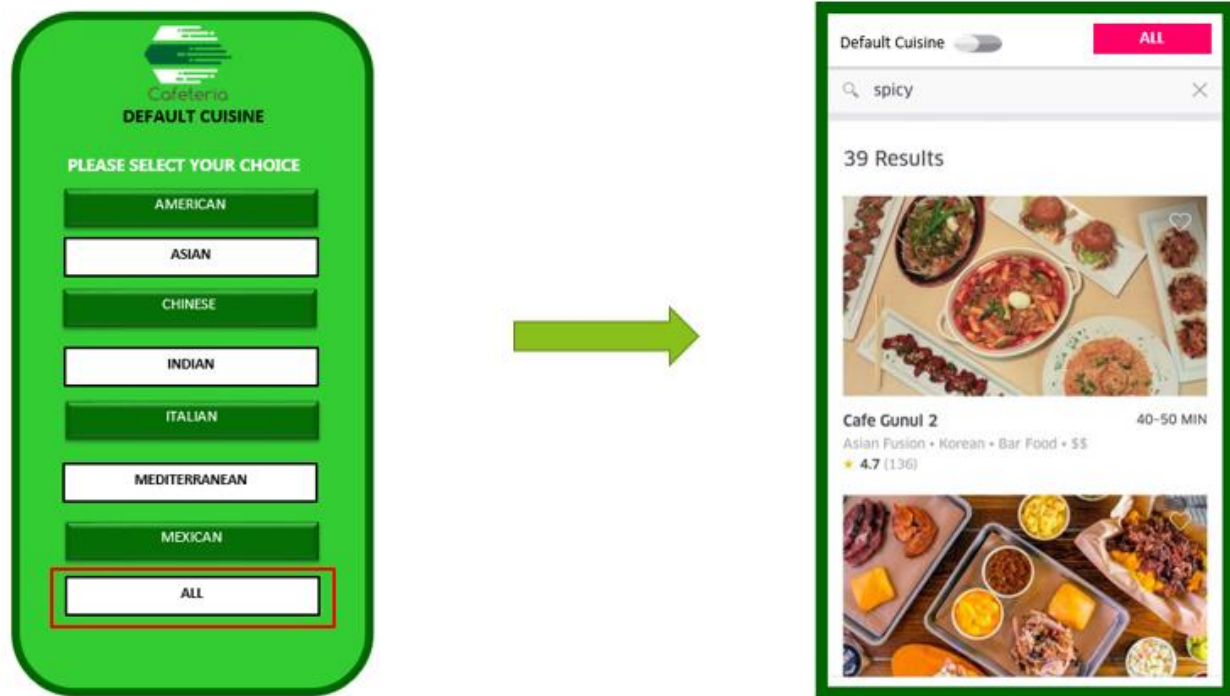 Cafeteria
DEFAULT CUISINE
PLEASE SELECT YOUR CHOICE
AMERICAN
ASIAN
CHINESE
INDIAN
ITALIAN
MEDITERRANEAN
MEXICAN
ALL
Default Cuisine
ALL
spicy
39 Results
Cafe Gunul 2 40-50 MIN
Asian Fusion • Korean • Bar Food • $$
★ 4.7 (136)